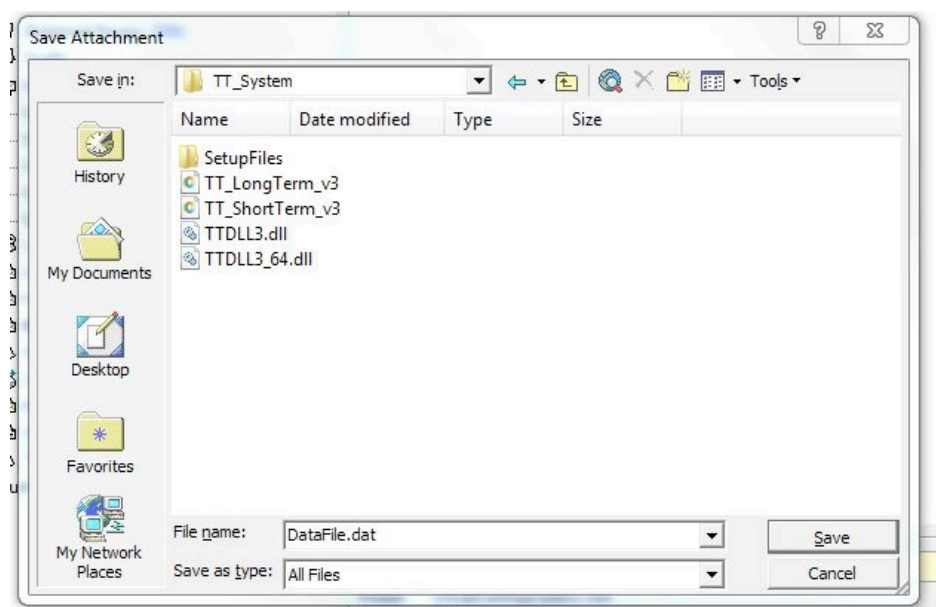 Save Attachment
Save in:
TT_System
Tools
Name Date modified Type Size
SetupFiles
TT_LongTerm_v3
TT_ShortTerm_v3
TTDLL3.dll
TTDLL3_64.dll
History
My Documents
Desktop
Favorites
My Network
Places
File name: DataFile.dat
Save
Save as type: All Files
Cancel